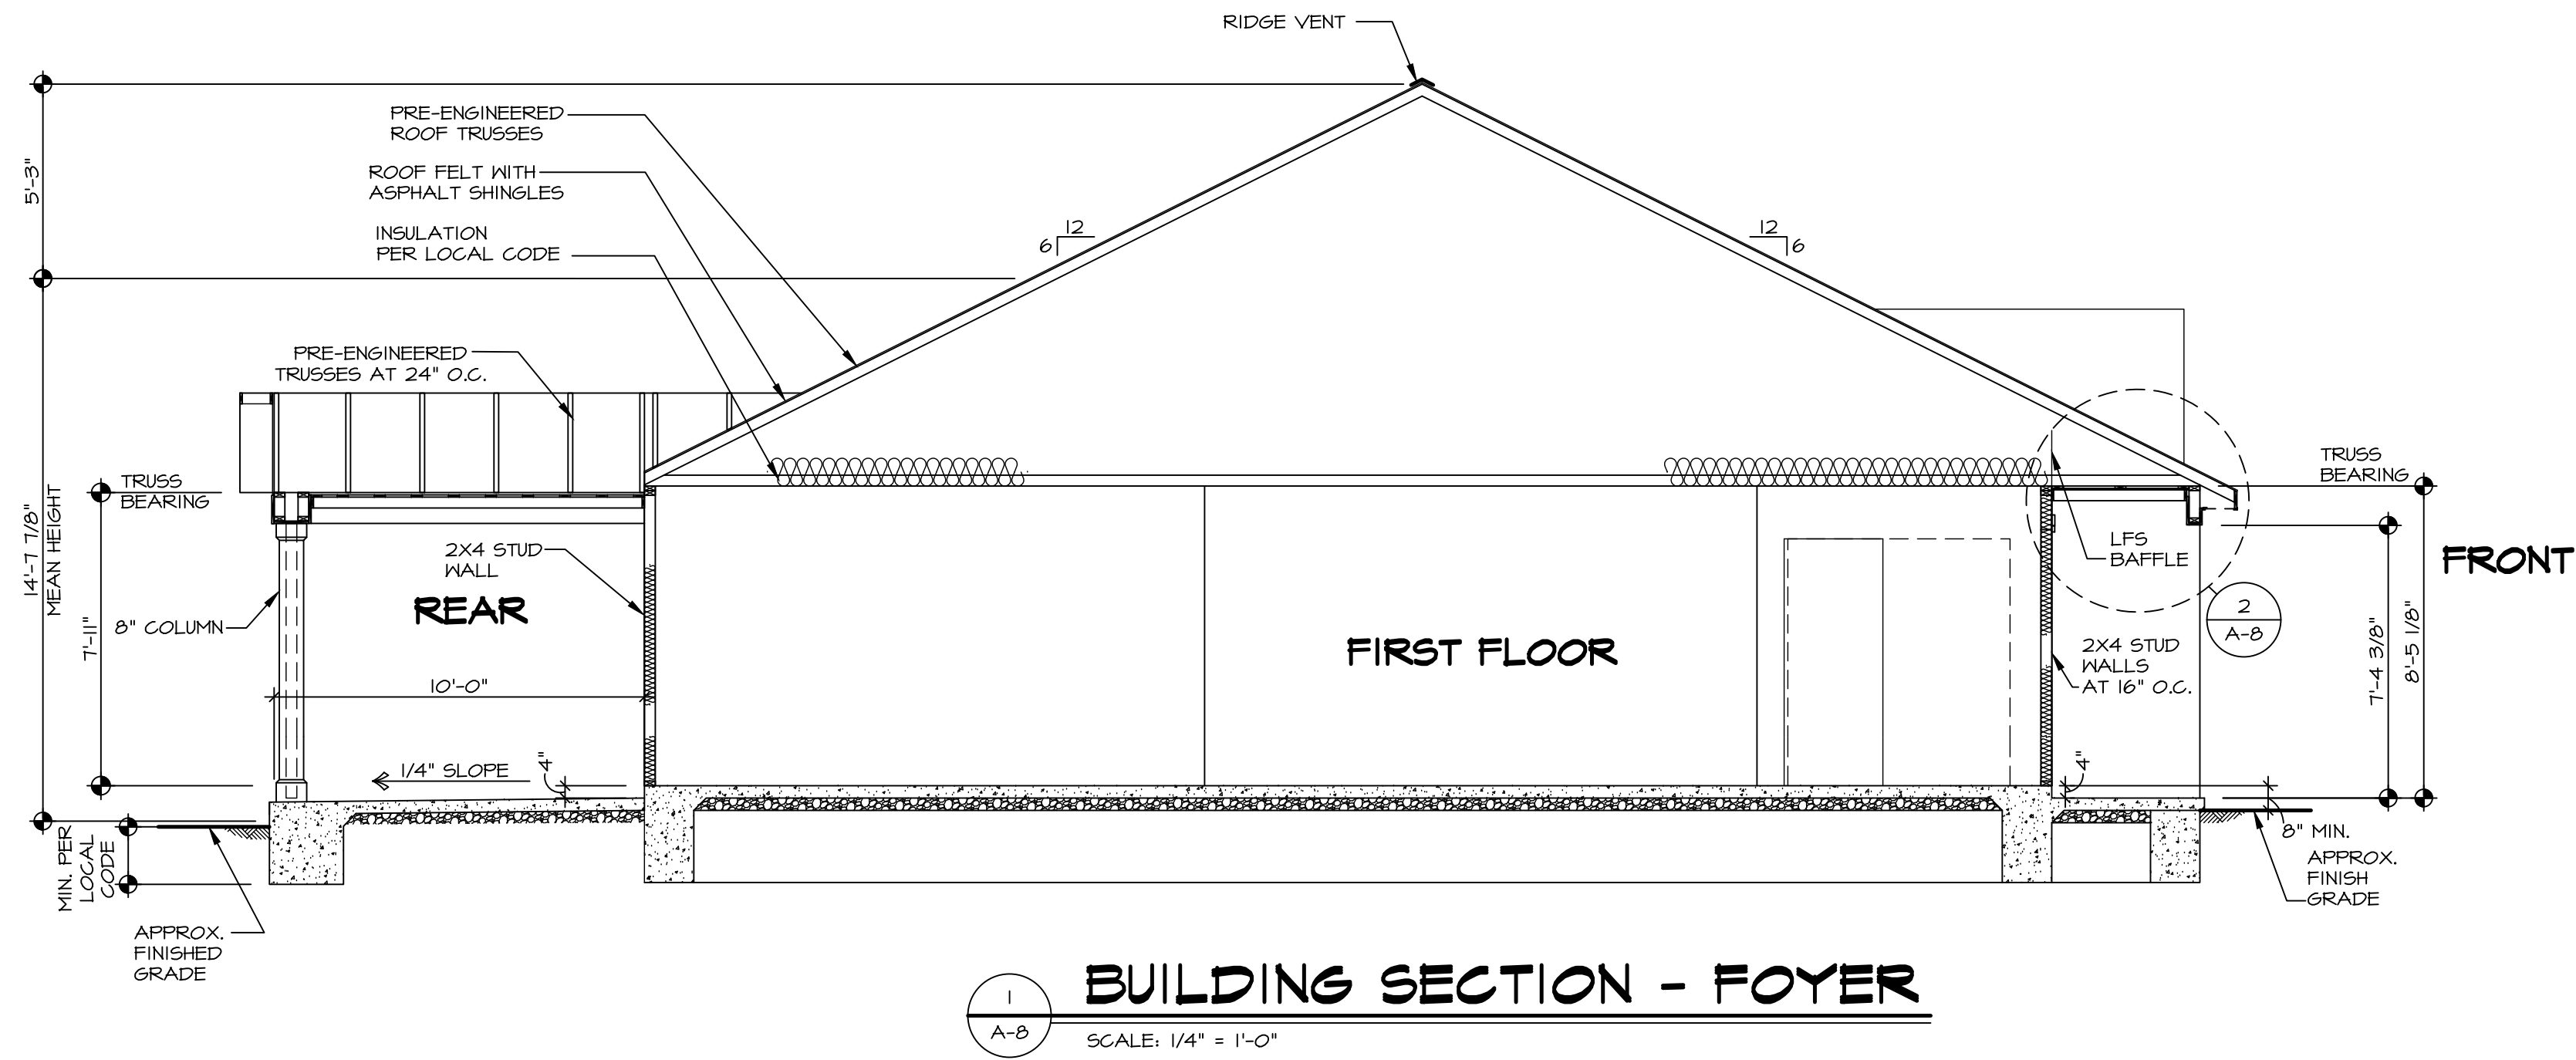 RIDGE VENT
PRE-ENGINEERED
ROOF TRUSSES
ROOF FELT WITH
ASPHALT SHINGLES
INSULATION
PER LOCAL CODE
5'-3"
12
6
12
6
PRE-ENGINEERED
TRUSSES AT 24" O.C.
TRUSS
BEARING
TRUSS
BEARING
14'-7 7/8"
MEAN HEIGHT
7'-11"
8" COLUMN
2X4 STUD
WALL
REAR
10'-0"
1/4" SLOPE
4"
FIRST FLOOR
LFS
BAFFLE
FRONT
2
A-8
2X4 STUD
WALLS
AT 16" O.C.
7'-4 3/8"
8'-5 1/8"
4"
8" MIN.
APPROX.
FINISH
GRADE
MIN. PER
LOCAL
CODE
APPROX.
FINISHED
GRADE
1
A-8
BUILDING SECTION - FOYER
SCALE: 1/4" = 1'-0"